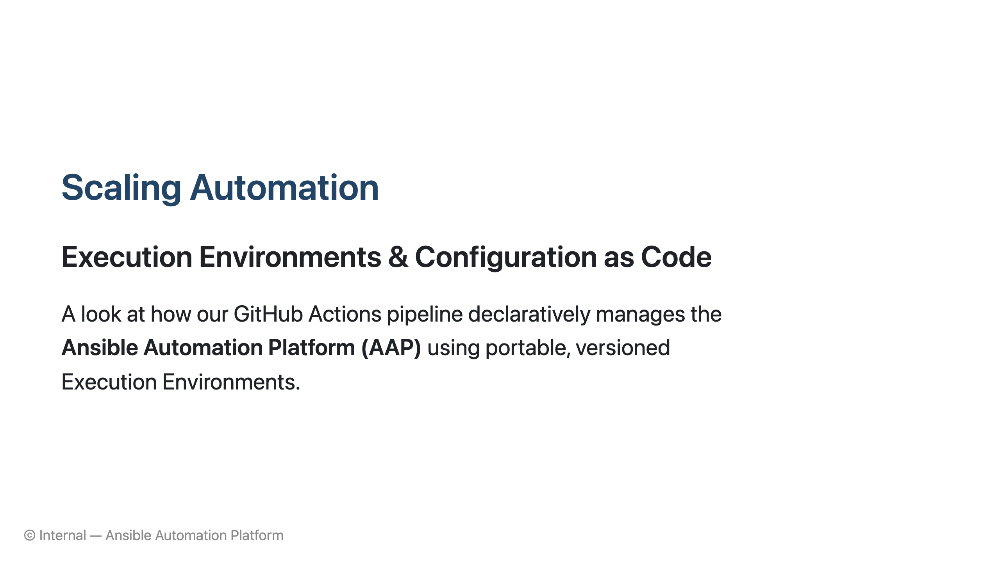 Scaling Automation
Execution Environments & Configuration as Code
A look at how our GitHub Actions pipeline declaratively manages the
Ansible Automation Platform (AAP) using portable, versioned
Execution Environments.
© Internal — Ansible Automation Platform